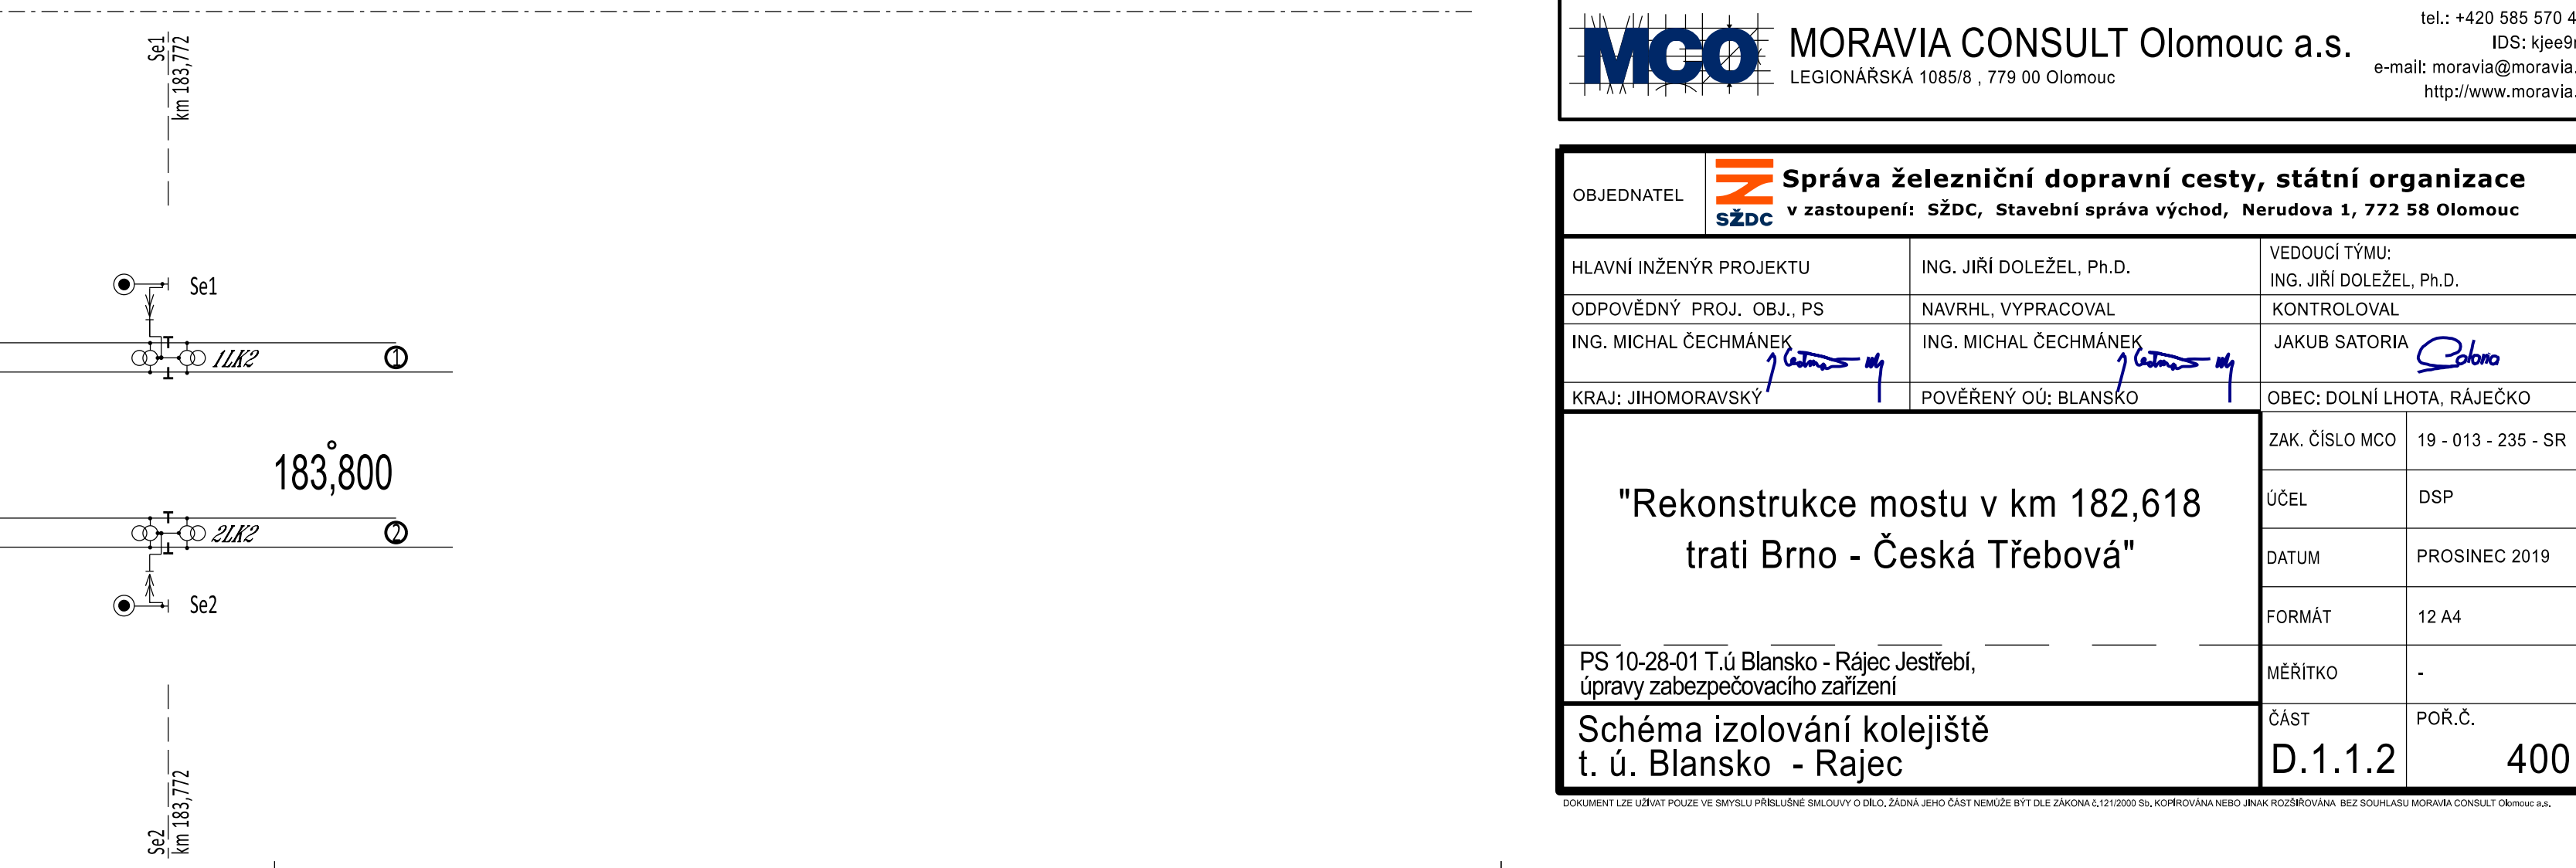 Se1
km 183,772
Se1
1LK2
1
183,800
2LK2
2
Se2
Se2
km 183,772
MCO
MORAVIA CONSULT Olomouc a.s.
LEGIONÁŘSKÁ 1085/8 , 779 00 Olomouc
tel.: +420 585 570 4
IDS: kjee9
e-mail: moravia@moravia.
http://www.moravia.
OBJEDNATEL
SŽDC
Správa železniční dopravní cesty, státní organizace
v zastoupení: SŽDC, Stavební správa východ, Nerudova 1, 772 58 Olomouc
HLAVNÍ INŽENÝR PROJEKTU
ING. JIŘÍ DOLEŽEL, Ph.D.
VEDOUCÍ TÝMU:
ING. JIŘÍ DOLEŽEL, Ph.D.
ODPOVĚDNÝ PROJ. OBJ., PS
NAVRHL, VYPRACOVAL
KONTROLOVAL
ING. MICHAL ČECHMÁNEK
ING. MICHAL ČECHMÁNEK
JAKUB SATORIA
KRAJ: JIHOMORAVSKÝ
POVĚŘENÝ OÚ: BLANSKO
OBEC: DOLNÍ LHOTA, RÁJEČKO
"Rekonstrukce mostu v km 182,618
trati Brno - Česká Třebová"
ZAK. ČÍSLO MCO
19 - 013 - 235 - SR
ÚČEL
DSP
DATUM
PROSINEC 2019
FORMÁT
12 A4
PS 10-28-01 T.ú Blansko - Rájec Jestřebí,
úpravy zabezpečovacího zařízení
MĚŘÍTKO
-
Schéma izolování kolejiště
t. ú. Blansko - Rajec
ČÁST
D.1.1.2
POŘ.Č.
400
DOKUMENT LZE UŽÍVAT POUZE VE SMYSLU PŘÍSLUŠNÉ SMLOUVY O DÍLO. ŽÁDNÁ JEHO ČÁST NEMŮŽE BÝT DLE ZÁKONA č.121/2000 Sb. KOPÍROVÁNA NEBO JINAK ROZŠIŘOVÁNA BEZ SOUHLASU MORAVIA CONSULT Olomouc a.s.